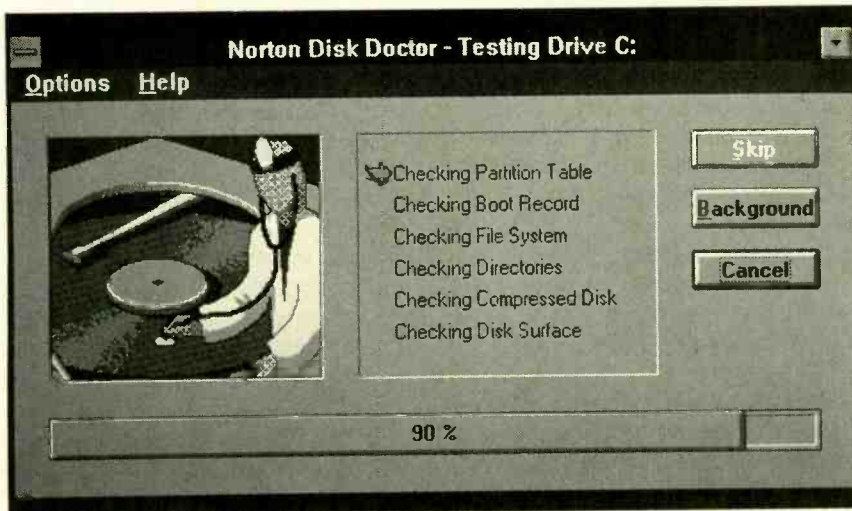 Norton Disk Doctor - Testing Drive C:
Options Help
Checking Partition Table
Checking Boot Record
Checking File System
Checking Directories
Checking Compressed Disk
Checking Disk Surface
Skip
Background
Cancel
90 %